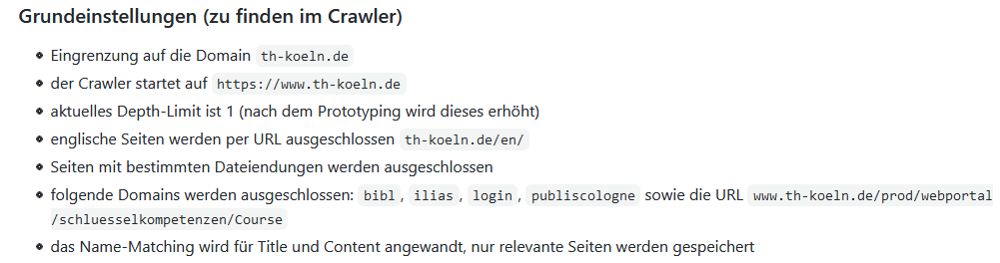 Grundeinstellungen (zu finden im Crawler)
Eingrenzung auf die Domain th-koeln.de
der Crawler startet auf https://www.th-koeln.de
aktuelles Depth-Limit ist 1 (nach dem Prototyping wird dieses erhöht)
englische Seiten werden per URL ausgeschlossen th-koeln.de/en/
Seiten mit bestimmten Dateiendungen werden ausgeschlossen
folgende Domains werden ausgeschlossen: bibl, ilias, login, publiscologne sowie die URL www.th-koeln.de/prod/webportal
/schluesselkompetenzen/Course
das Name-Matching wird für Title und Content angewandt, nur relevante Seiten werden gespeichert